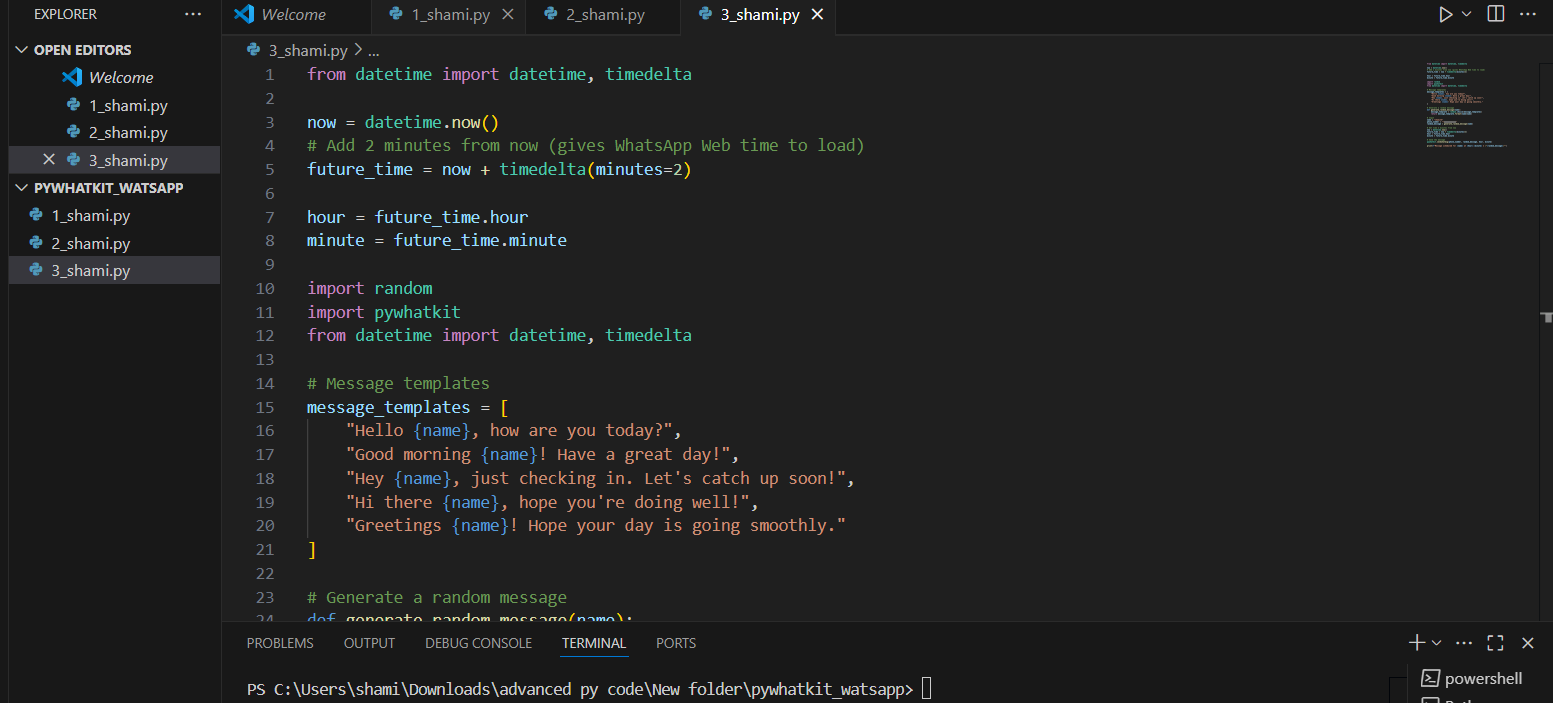 EXPLORER
OPEN EDITORS
Welcome
1_shami.py
2_shami.py
3_shami.py
PYWHATKIT_WATSAPP
1_shami.py
2_shami.py
3_shami.py
Welcome 1_shami.py 2_shami.py 3_shami.py
3_shami.py > ...
1 from datetime import datetime, timedelta
2
3 now = datetime.now()
4 # Add 2 minutes from now (gives WhatsApp Web time to load)
5 future_time = now + timedelta(minutes=2)
6
7 hour = future_time.hour
8 minute = future_time.minute
9
10 import random
11 import pywhatkit
12 from datetime import datetime, timedelta
13
14 # Message templates
15 message_templates = [
16 "Hello {name}, how are you today?",
17 "Good morning {name}! Have a great day!",
18 "Hey {name}, just checking in. Let's catch up soon!",
19 "Hi there {name}, hope you're doing well!",
20 "Greetings {name}! Hope your day is going smoothly."
21 ]
22
23 # Generate a random message
24 def generate_random_message(name):
PROBLEMS OUTPUT DEBUG CONSOLE TERMINAL PORTS
PS C:\Users\shami\Downloads\advanced py code\New folder\pywhatkit_watsapp>
powershell